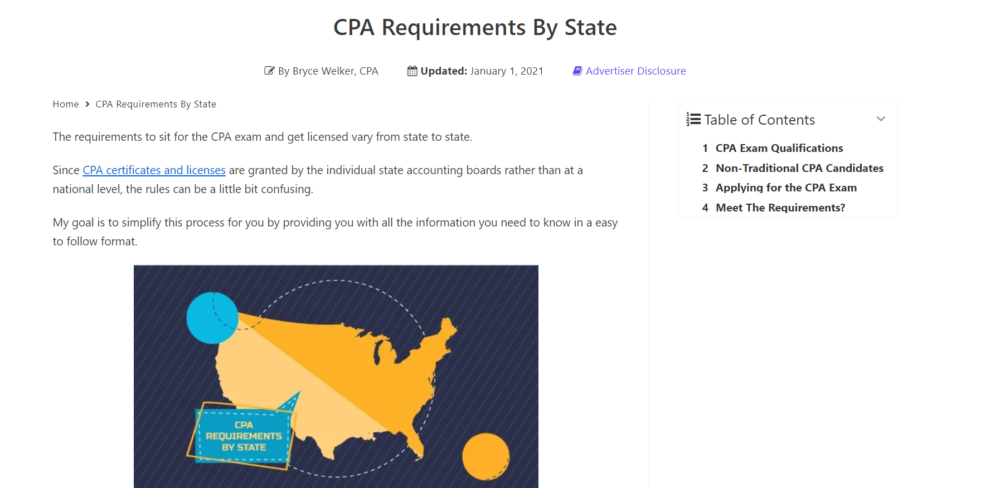 CPA Requirements By State
By Bryce Welker, CPA
Updated: January 1, 2021
Advertiser Disclosure
Home > CPA Requirements By State
The requirements to sit for the CPA exam and get licensed vary from state to state.
Since CPA certificates and licenses are granted by the individual state accounting boards rather than at a
national level, the rules can be a little bit confusing.
My goal is to simplify this process for you by providing you with all the information you need to know in a easy
to follow format.
CPA
REQUIREMENTS
BY STATE
Table of Contents
1 CPA Exam Qualifications
2 Non-Traditional CPA Candidates
3 Applying for the CPA Exam
4 Meet The Requirements?